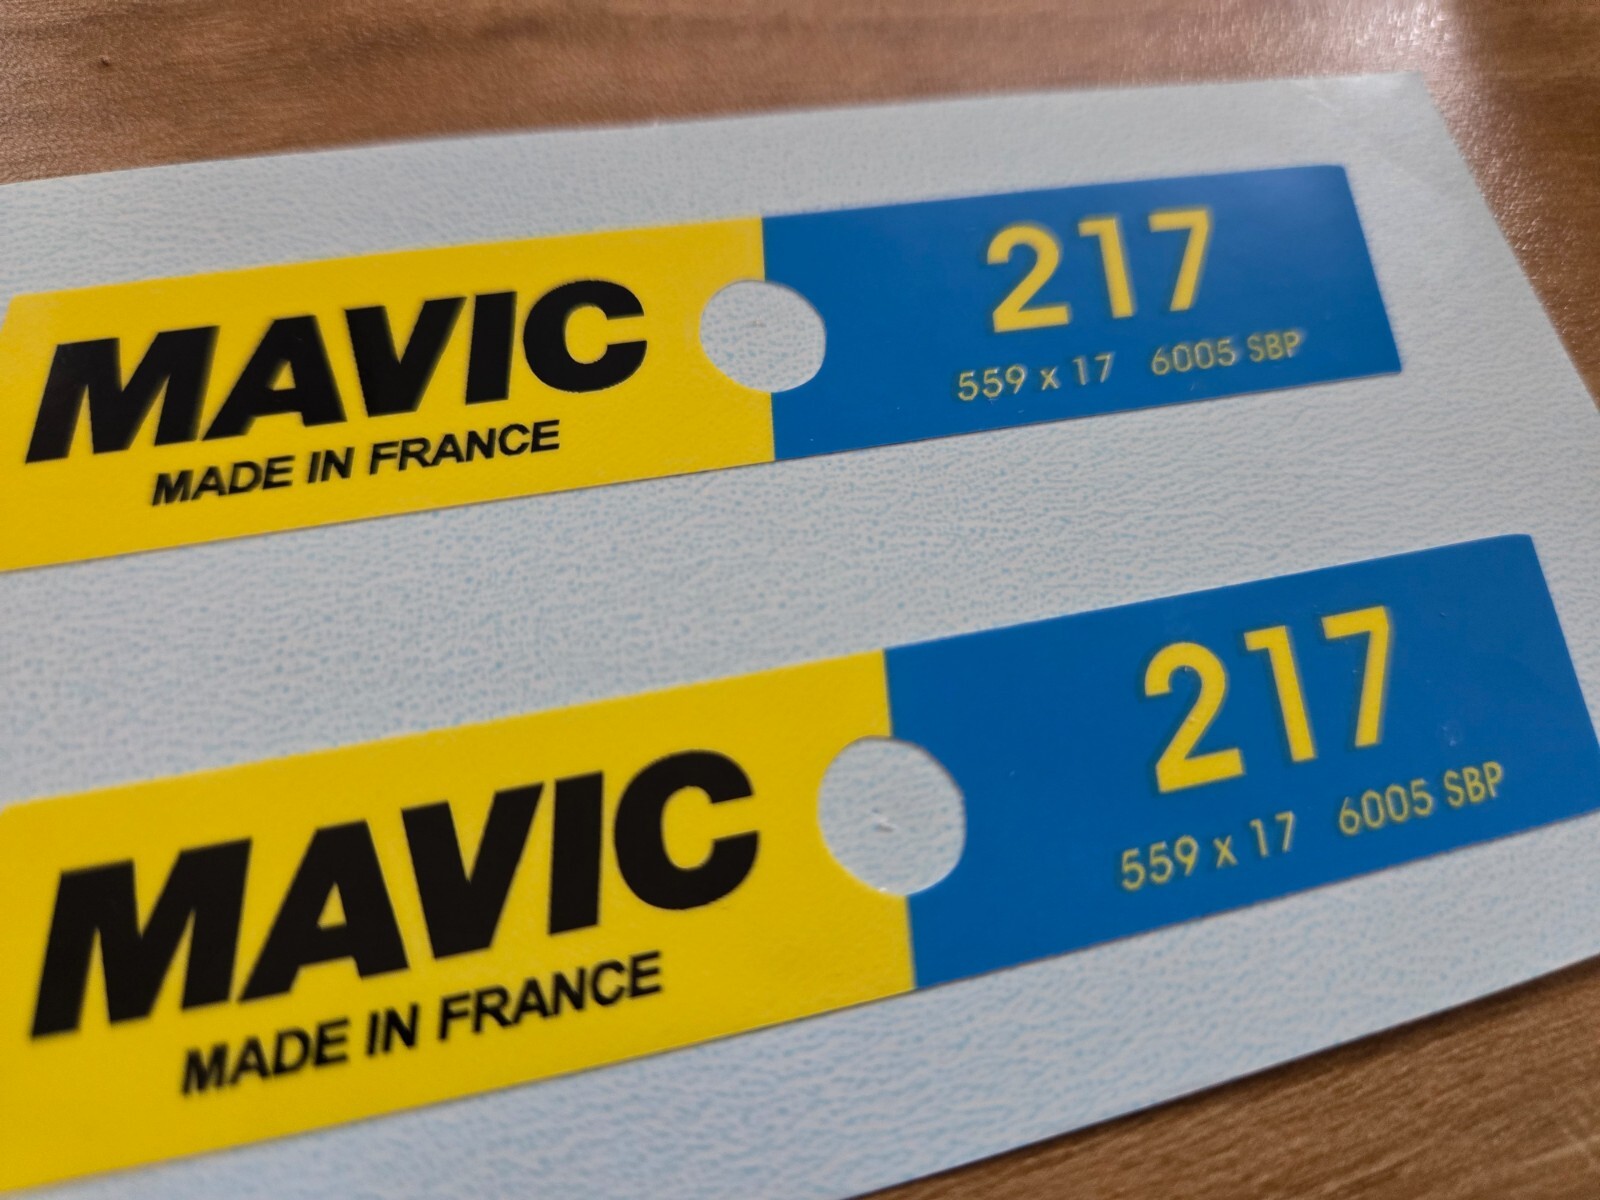 MAVIC
MADE IN FRANCE
217
559 x 17 6005 SBP
MAVIC
MADE IN FRANCE
217
559 x 17 6005 SBP